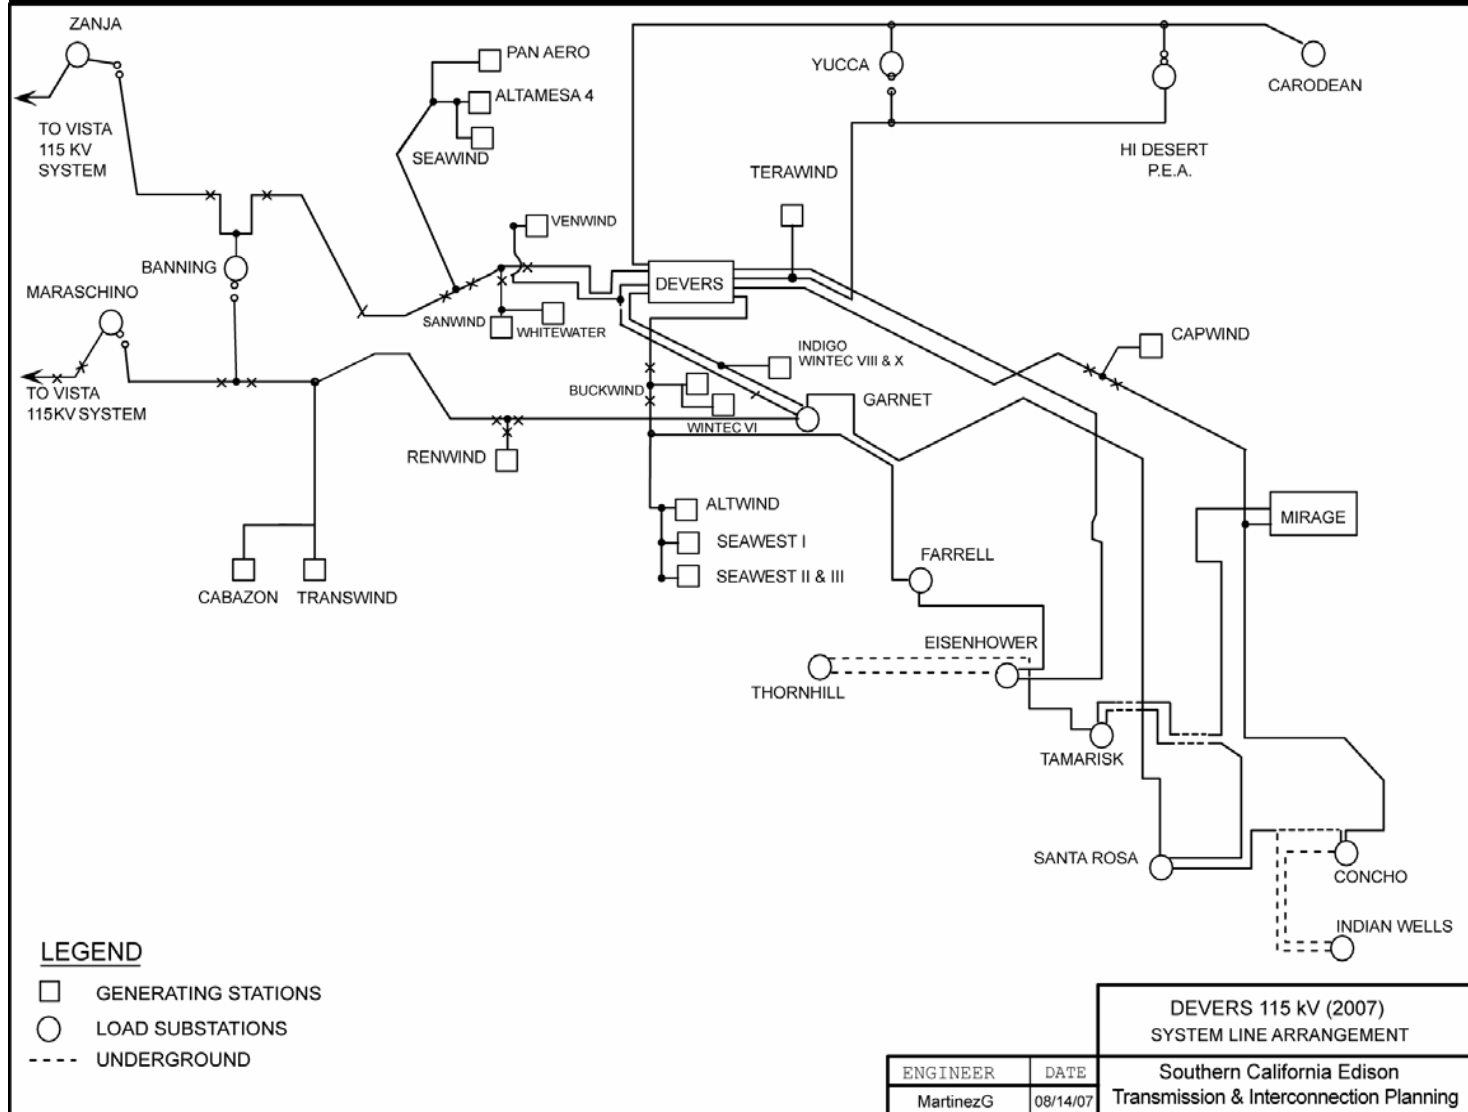 ZANJA
PAN AERO
YUCCA
CARODEAN
ALTAMESA 4
TO VISTA
115 KV
SYSTEM
SEAWIND
HI DESERT
P.E.A.
TERAWIND
VENWIND
BANNING
DEVERS
MARASCHINO
SANWIND
WHITEWATER
CAPWIND
INDIGO
WINTEC VIII & X
TO VISTA
115KV SYSTEM
BUCKWIND
GARNET
WINTEC VI
RENWIND
ALTWIND
MIRAGE
SEAWEST I
FARRELL
SEAWEST II & III
CABAZON
TRANSWIND
EISENHOWER
THORNHILL
TAMARISK
SANTA ROSA
CONCHO
INDIAN WELLS
LEGEND
GENERATING STATIONS
LOAD SUBSTATIONS
UNDERGROUND
DEVERS 115 kV (2007)
SYSTEM LINE ARRANGEMENT
ENGINEER
DATE
Southern California Edison
MartinezG
08/14/07
Transmission & Interconnection Planning